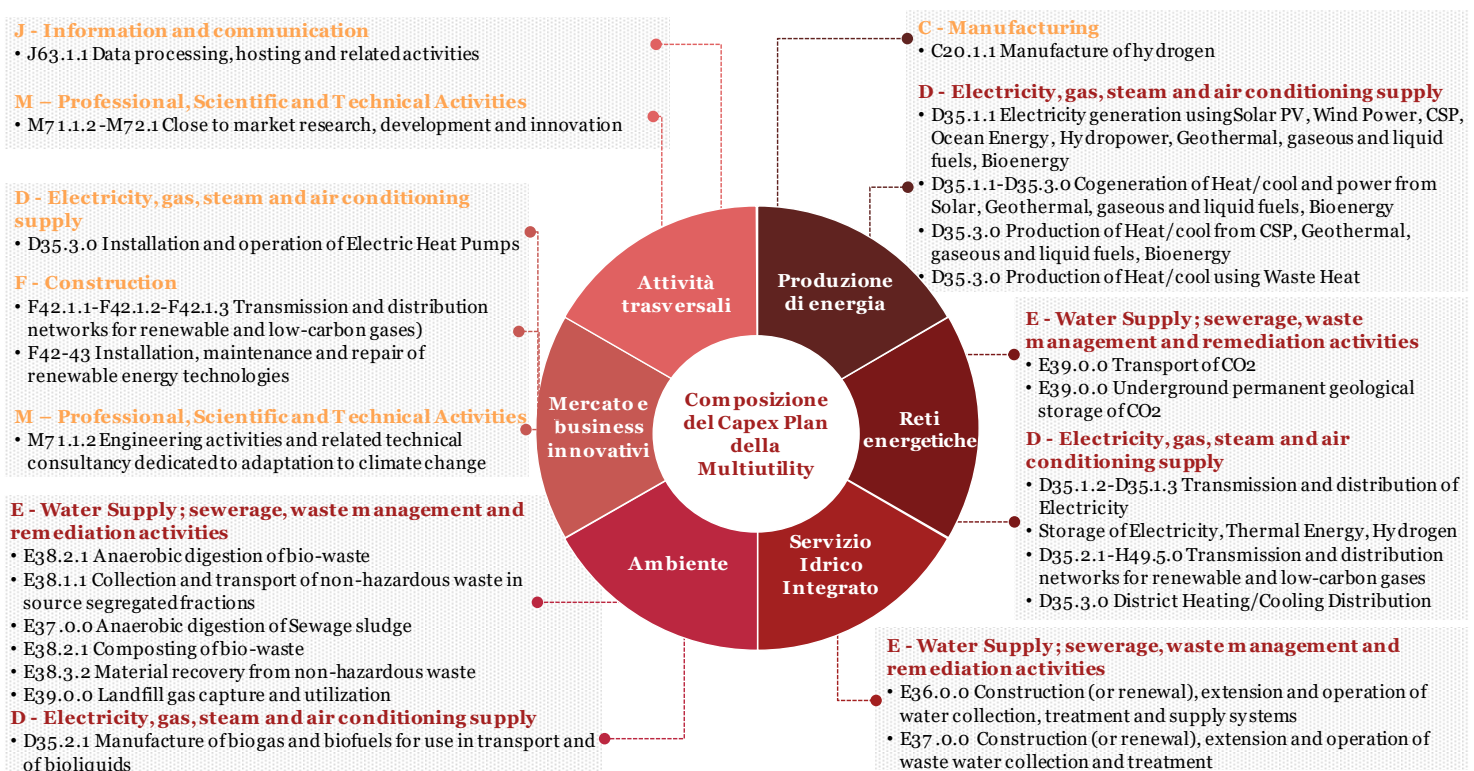 J - Information and communication
• J63.1.1 Data processing, hosting and related activities
M – Professional, Scientific and Technical Activities
• M71.1.2-M72.1 Close to market research, development and innovation
D - Electricity, gas, steam and air conditioning
supply
• D35.3.0 Installation and operation of Electric Heat Pumps
F - Construction
• F42.1.1-F42.1.2-F42.1.3 Transmission and distribution
networks for renewable and low-carbon gases)
• F42-43 Installation, maintenance and repair of
renewable energy technologies
M – Professional, Scientific and Technical Activities
• M71.1.2 Engineering activities and related technical
consultancy dedicated to adaptation to climate change
E - Water Supply; sewerage, waste management and
remediation activities
• E38.2.1 Anaerobic digestion of bio-waste
• E38.1.1 Collection and transport of non-hazardous waste in
source segregated fractions
• E37.0.0 Anaerobic digestion of Sewage sludge
• E38.2.1 Composting of bio-waste
• E38.3.2 Material recovery from non-hazardous waste
• E39.0.0 Landfill gas capture and utilization
D - Electricity, gas, steam and air conditioning supply
• D35.2.1 Manufacture of biogas and biofuels for use in transport and
of bioliquids
Attività
trasversali
Produzione
di energia
Mercato e
business
innovativi
Composizione
del Capex Plan
della
Multiutility
Reti
energetiche
Ambiente
Servizio
Idrico
Integrato
C - Manufacturing
• C20.1.1 Manufacture of hydrogen
D - Electricity, gas, steam and air conditioning supply
• D35.1.1 Electricity generation using Solar PV, Wind Power, CSP,
Ocean Energy, Hydropower, Geothermal, gaseous and liquid
fuels, Bioenergy
• D35.1.1-D35.3.0 Cogeneration of Heat/cool and power from
Solar, Geothermal, gaseous and liquid fuels, Bioenergy
• D35.3.0 Production of Heat/cool from CSP, Geothermal,
gaseous and liquid fuels, Bioenergy
• D35.3.0 Production of Heat/cool using Waste Heat
E - Water Supply; sewerage, waste
management and remediation activities
• E39.0.0 Transport of CO2
• E39.0.0 Underground permanent geological
storage of CO2
D - Electricity, gas, steam and air
conditioning supply
• D35.1.2-D35.1.3 Transmission and distribution of
Electricity
• Storage of Electricity, Thermal Energy, Hydrogen
• D35.2.1-H49.5.0 Transmission and distribution
networks for renewable and low-carbon gases
• D35.3.0 District Heating/Cooling Distribution
E - Water Supply; sewerage, waste management and
remediation activities
• E36.0.0 Construction (or renewal), extension and operation of
water collection, treatment and supply systems
• E37.0.0 Construction (or renewal), extension and operation of
waste water collection and treatment